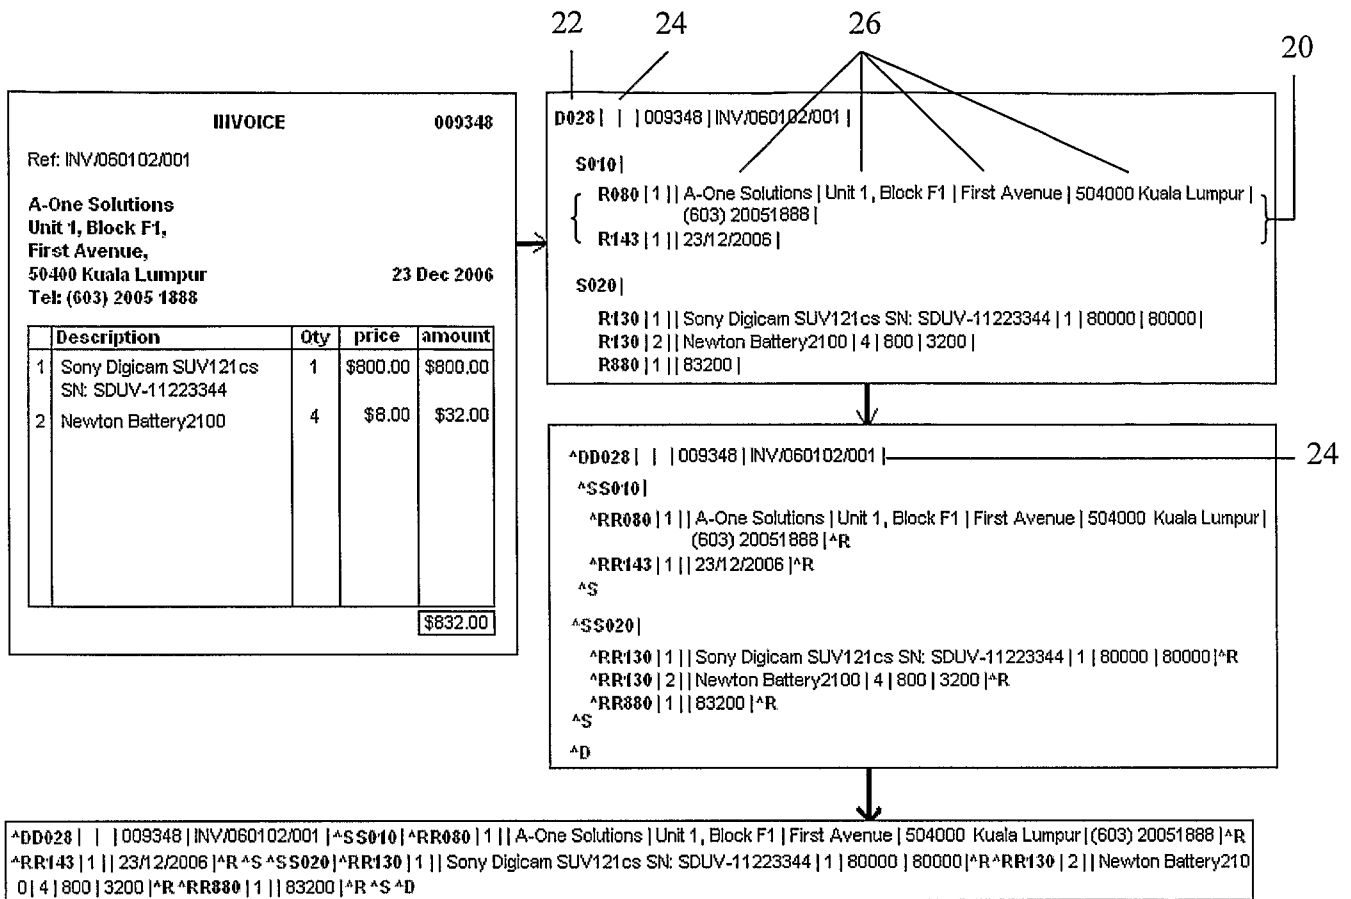 22 24 26 20
INVOICE 009348
Ref: INV/060102/001
A-One Solutions
Unit 1, Block F1,
First Avenue,
50400 Kuala Lumpur 23 Dec 2006
Tel: (603) 2005 1888
Description Qty price amount
1 Sony Digicam SUV121cs 1 $800.00 $800.00
SN: SDUV-11223344
2 Newton Battery2100 4 $8.00 $32.00
$832.00
D028 | | | 009348 | INV/060102/001 |
S010 |
{ R080 | 1 | | A-One Solutions | Unit 1, Block F1 | First Avenue | 504000 Kuala Lumpur | }
(603) 20051888 |
R143 | 1 | | 23/12/2006 |
S020 |
R130 | 1 | | Sony Digicam SUV121cs SN: SDUV-11223344 | 1 | 80000 | 80000 |
R130 | 2 | | Newton Battery2100 | 4 | 800 | 3200 |
R880 | 1 | | 83200 |
^DD028 | | | 009348 | INV/060102/001 | 24
^SS010 |
^RR080 | 1 | | A-One Solutions | Unit 1, Block F1 | First Avenue | 504000 Kuala Lumpur |
(603) 20051888 | ^R
^RR143 | 1 | | 23/12/2006 | ^R
^S
^SS020 |
^RR130 | 1 | | Sony Digicam SUV121cs SN: SDUV-11223344 | 1 | 80000 | 80000 | ^R
^RR130 | 2 | | Newton Battery2100 | 4 | 800 | 3200 | ^R
^RR880 | 1 | | 83200 | ^R
^S
^D
^DD028 | | | 009348 | INV/060102/001 | ^SS010 | ^RR080 | 1 | | A-One Solutions | Unit 1, Block F1 | First Avenue | 504000 Kuala Lumpur | (603) 20051888 | ^R
^RR143 | 1 | | 23/12/2006 | ^R ^S ^SS020 | ^RR130 | 1 | | Sony Digicam SUV121cs SN: SDUV-11223344 | 1 | 80000 | 80000 | ^R ^RR130 | 2 | | Newton Battery210
0 | 4 | 800 | 3200 | ^R ^RR880 | 1 | | 83200 | ^R ^S ^D